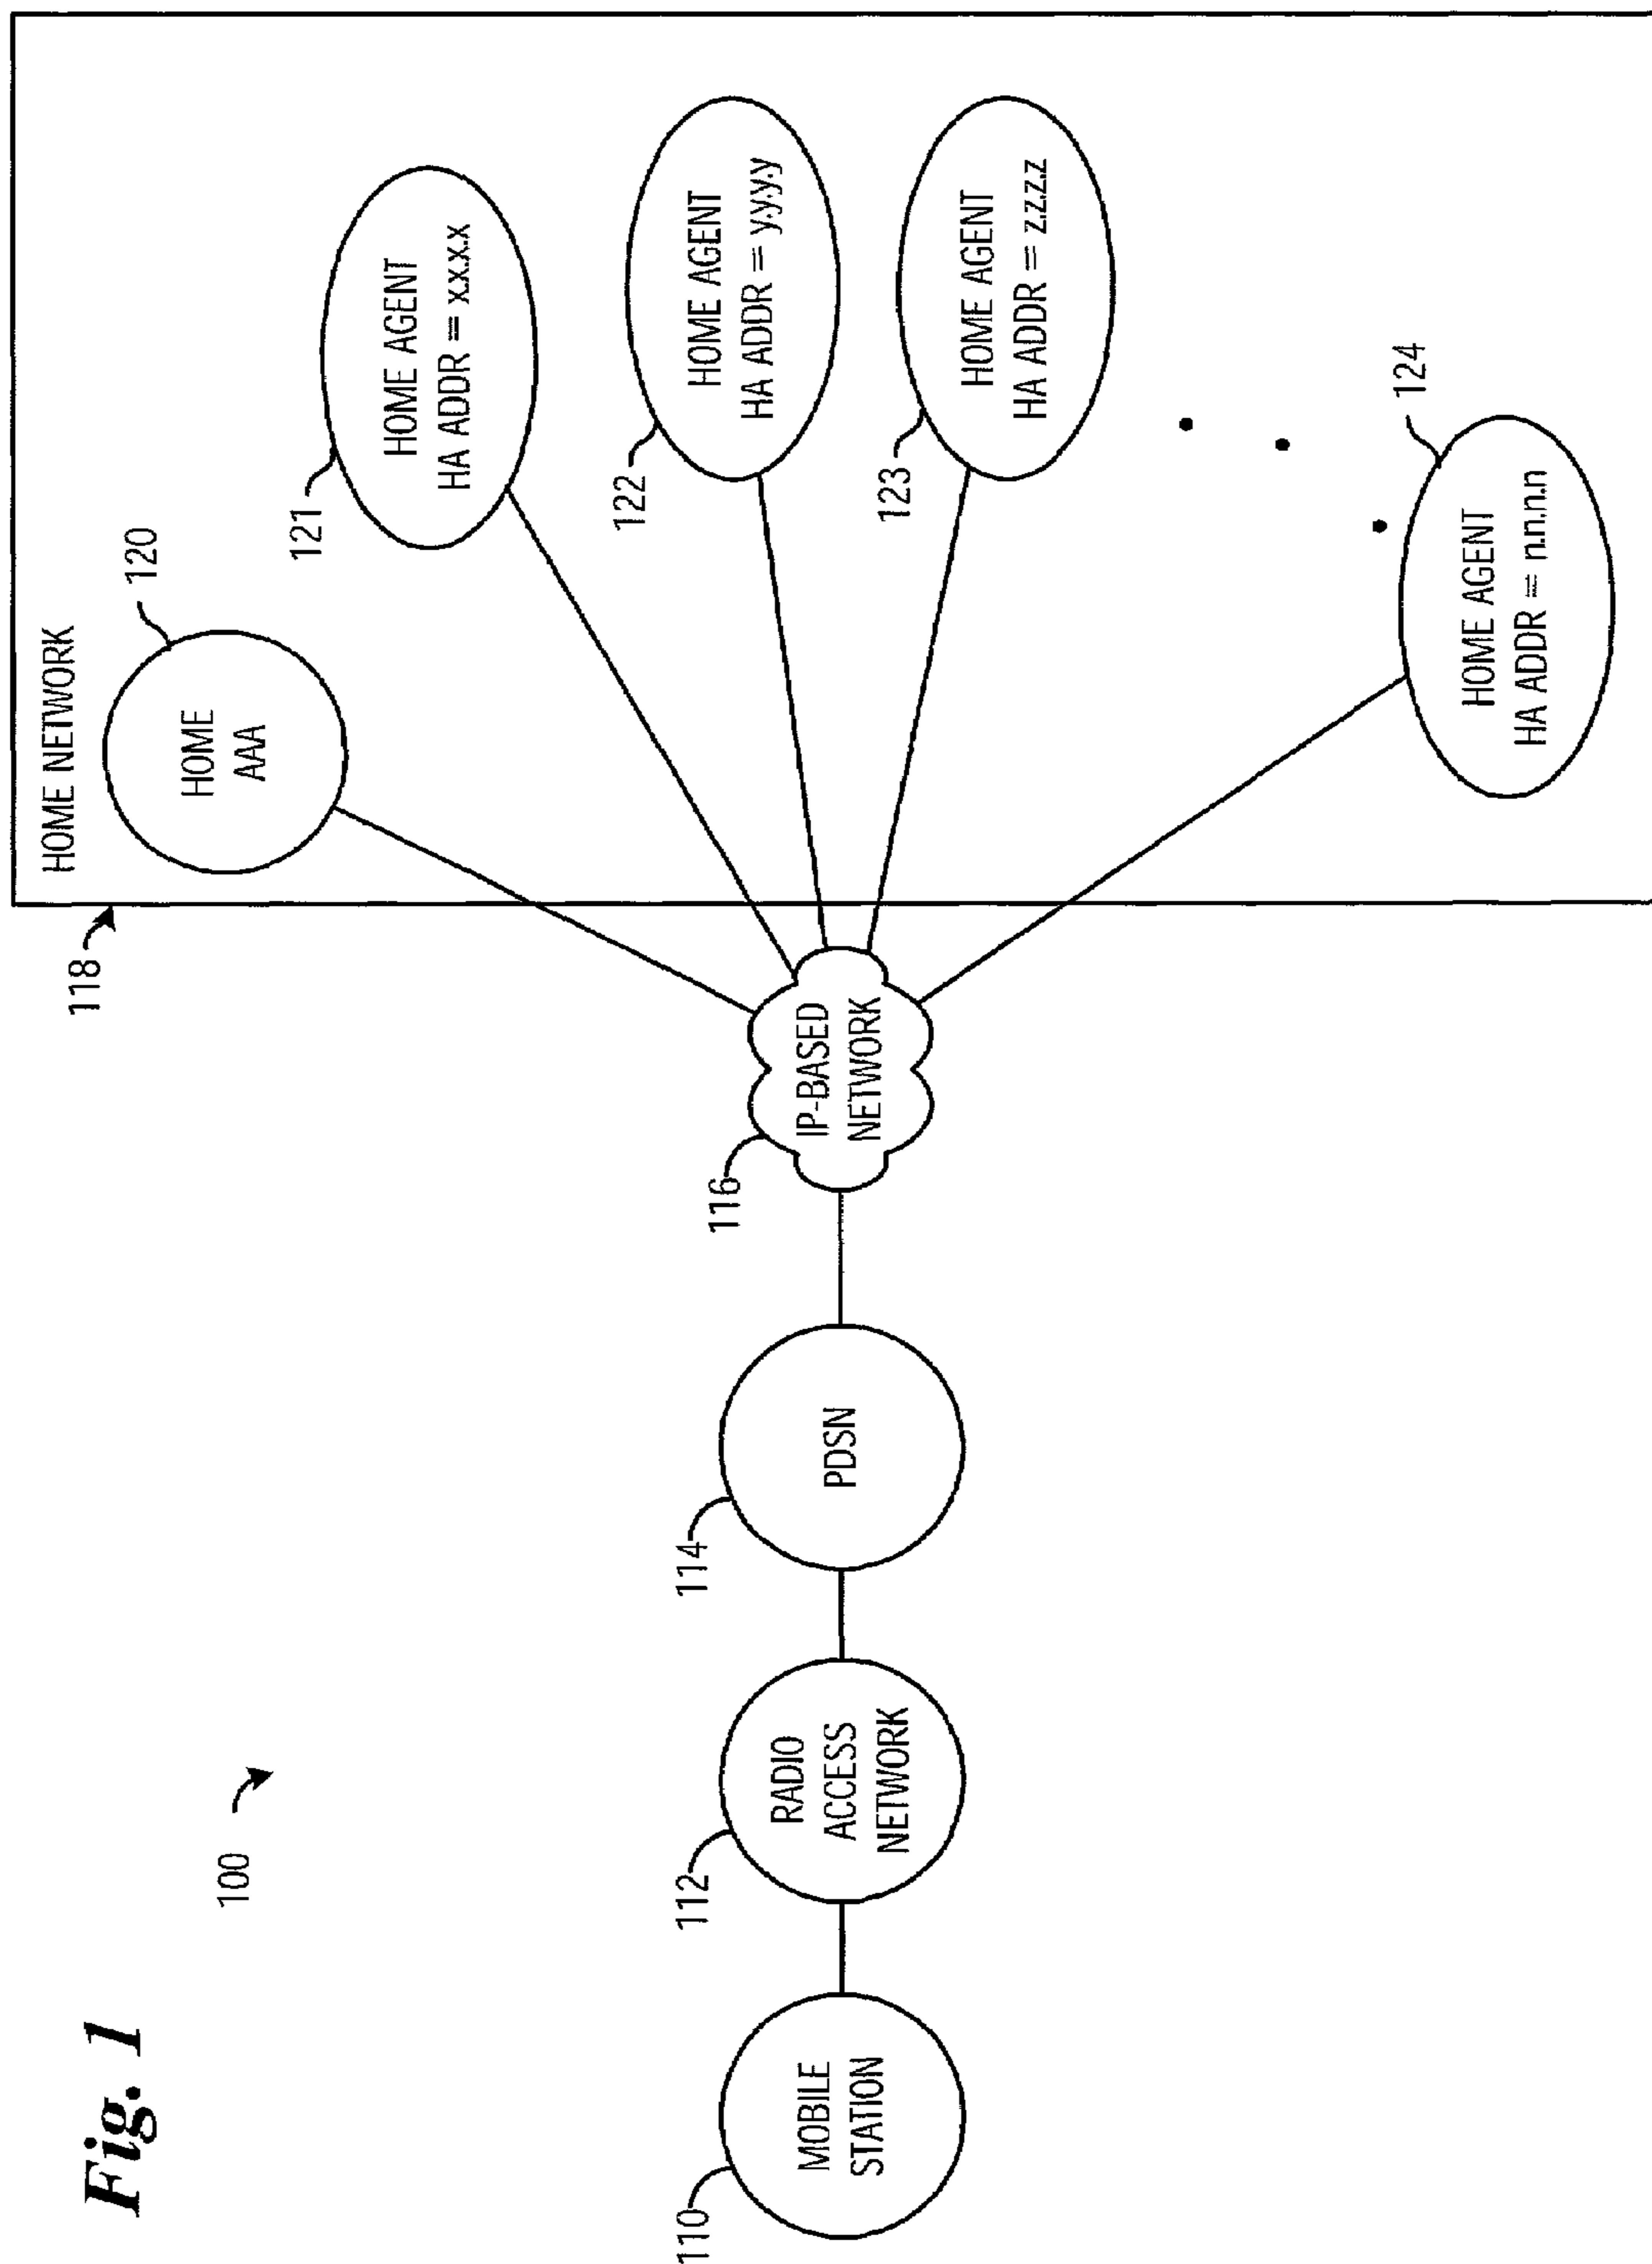 Fig. 1
100
110
MOBILE
STATION
112
RADIO
ACCESS
NETWORK
114
PDSN
116
IP-BASED
NETWORK
118
HOME NETWORK
120
HOME
AAA
121
HOME AGENT
HA ADDR = x.x.x.x
122
HOME AGENT
HA ADDR = y.y.y.y
123
HOME AGENT
HA ADDR = z.z.z.z
124
HOME AGENT
HA ADDR = n.n.n.n